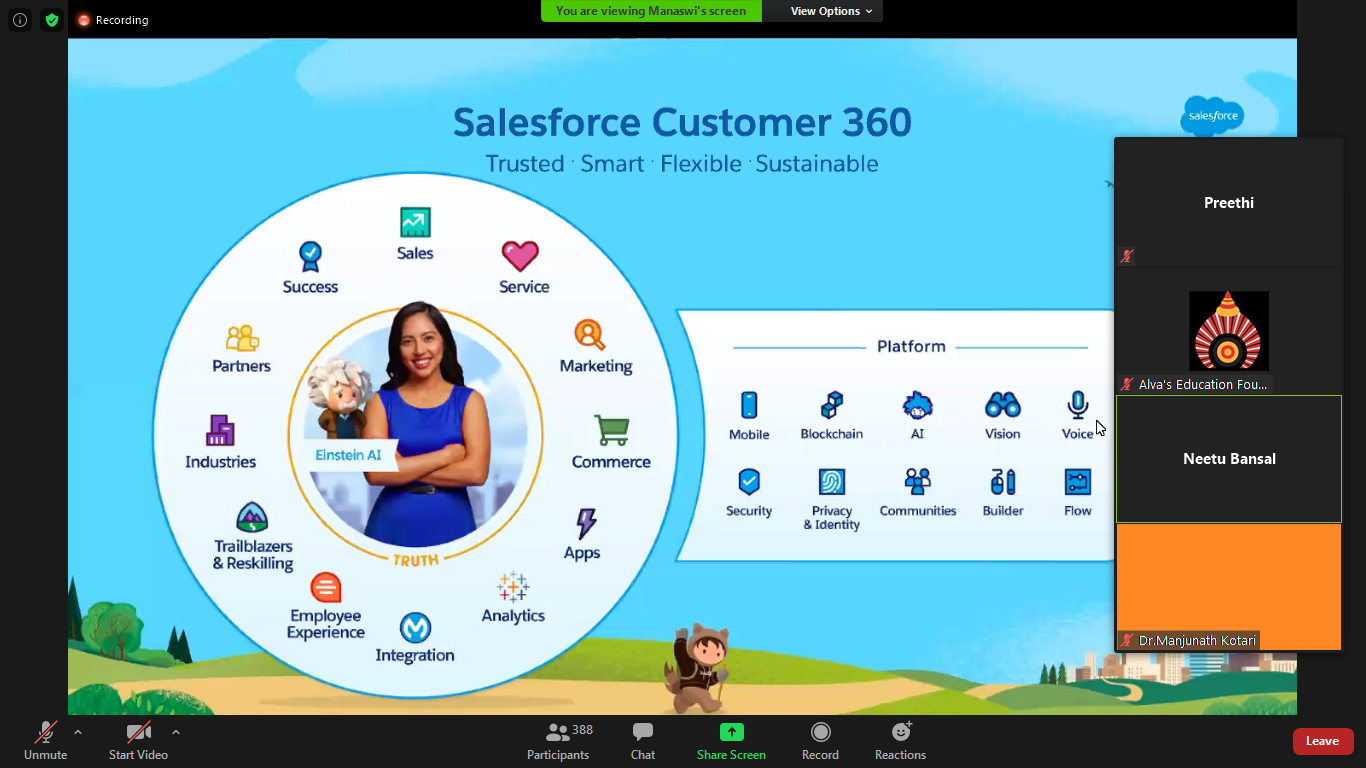 Recording
You are viewing Manaswi's screen
View Options
Salesforce Customer 360
Trusted · Smart · Flexible · Sustainable
salesforce
Sales
Success
Service
Partners
Marketing
Industries
Einstein AI
Commerce
Trailblazers
& Reskilling
Apps
TRUTH
Employee
Experience
Analytics
Integration
Platform
Mobile
Blockchain
AI
Vision
Voice
Security
Privacy
& Identity
Communities
Builder
Flow
Preethi
Alva's Education Fou...
Neetu Bansal
Dr.Manjunath Kotari
Unmute
Start Video
388
Participants
Chat
Share Screen
Record
Reactions
Leave